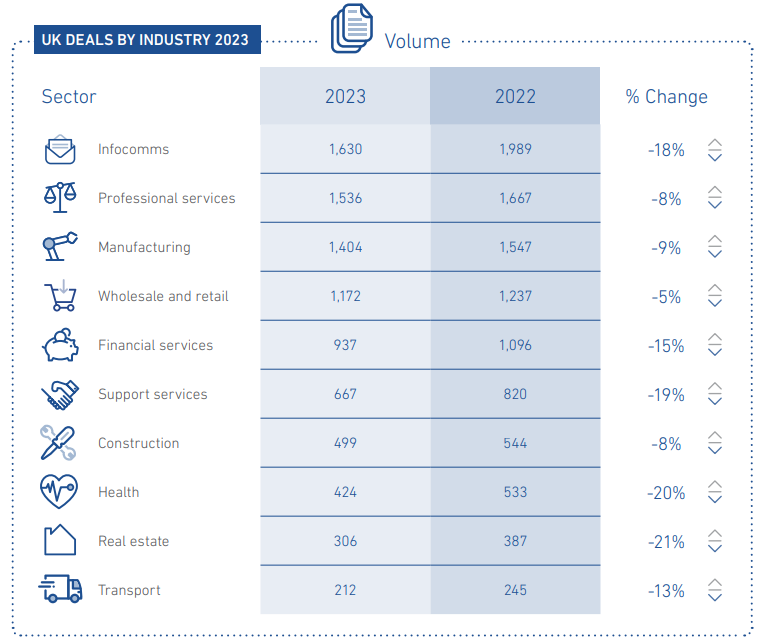 UK DEALS BY INDUSTRY 2023
Volume
Sector 2023 2022 % Change
Infocomms 1,630 1,989 -18%
Professional services 1,536 1,667 -8%
Manufacturing 1,404 1,547 -9%
Wholesale and retail 1,172 1,237 -5%
Financial services 937 1,096 -15%
Support services 667 820 -19%
Construction 499 544 -8%
Health 424 533 -20%
Real estate 306 387 -21%
Transport 212 245 -13%